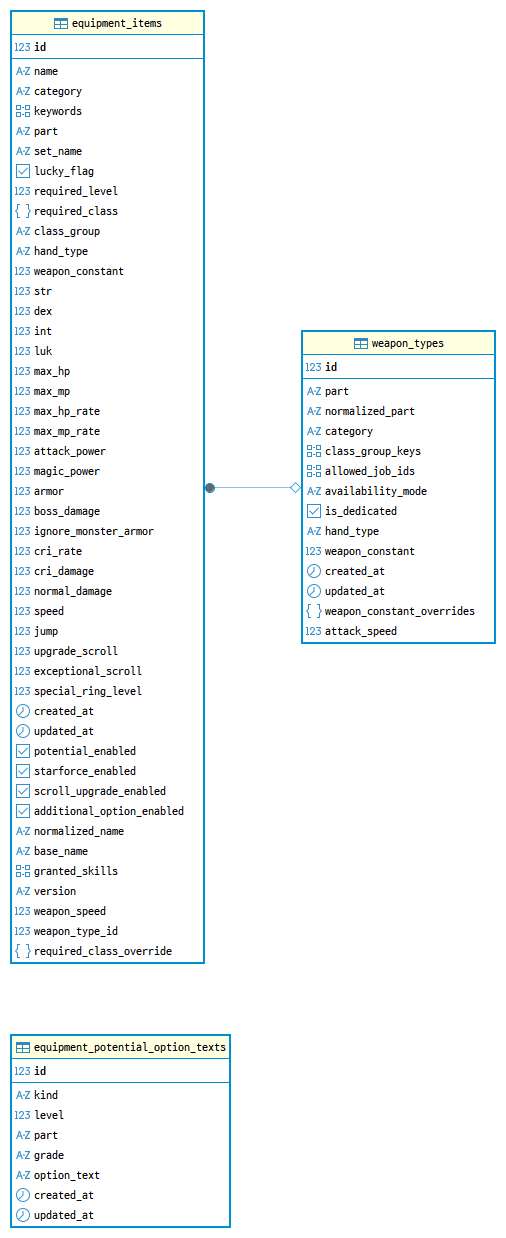 equipment_items
123 id
A-Z name
A-Z category
keywords
A-Z part
A-Z set_name
lucky_flag
123 required_level
{ } required_class
A-Z class_group
A-Z hand_type
123 weapon_constant
123 str
123 dex
123 int
123 luk
123 max_hp
123 max_mp
123 max_hp_rate
123 max_mp_rate
123 attack_power
123 magic_power
123 armor
123 boss_damage
123 ignore_monster_armor
123 cri_rate
123 cri_damage
123 normal_damage
123 speed
123 jump
123 upgrade_scroll
123 exceptional_scroll
123 special_ring_level
created_at
updated_at
potential_enabled
starforce_enabled
scroll_upgrade_enabled
additional_option_enabled
A-Z normalized_name
A-Z base_name
granted_skills
A-Z version
123 weapon_speed
123 weapon_type_id
{ } required_class_override
weapon_types
123 id
A-Z part
A-Z normalized_part
A-Z category
class_group_keys
allowed_job_ids
A-Z availability_mode
is_dedicated
A-Z hand_type
123 weapon_constant
created_at
updated_at
{ } weapon_constant_overrides
123 attack_speed
equipment_potential_option_texts
123 id
A-Z kind
123 level
A-Z part
A-Z grade
A-Z option_text
created_at
updated_at